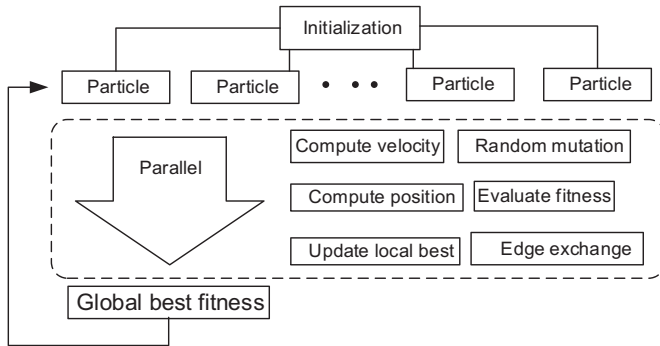 Initialization
Particle
Particle
Particle
Particle
Parallel
Compute velocity
Random mutation
Compute position
Evaluate fitness
Update local best
Edge exchange
Global best fitness